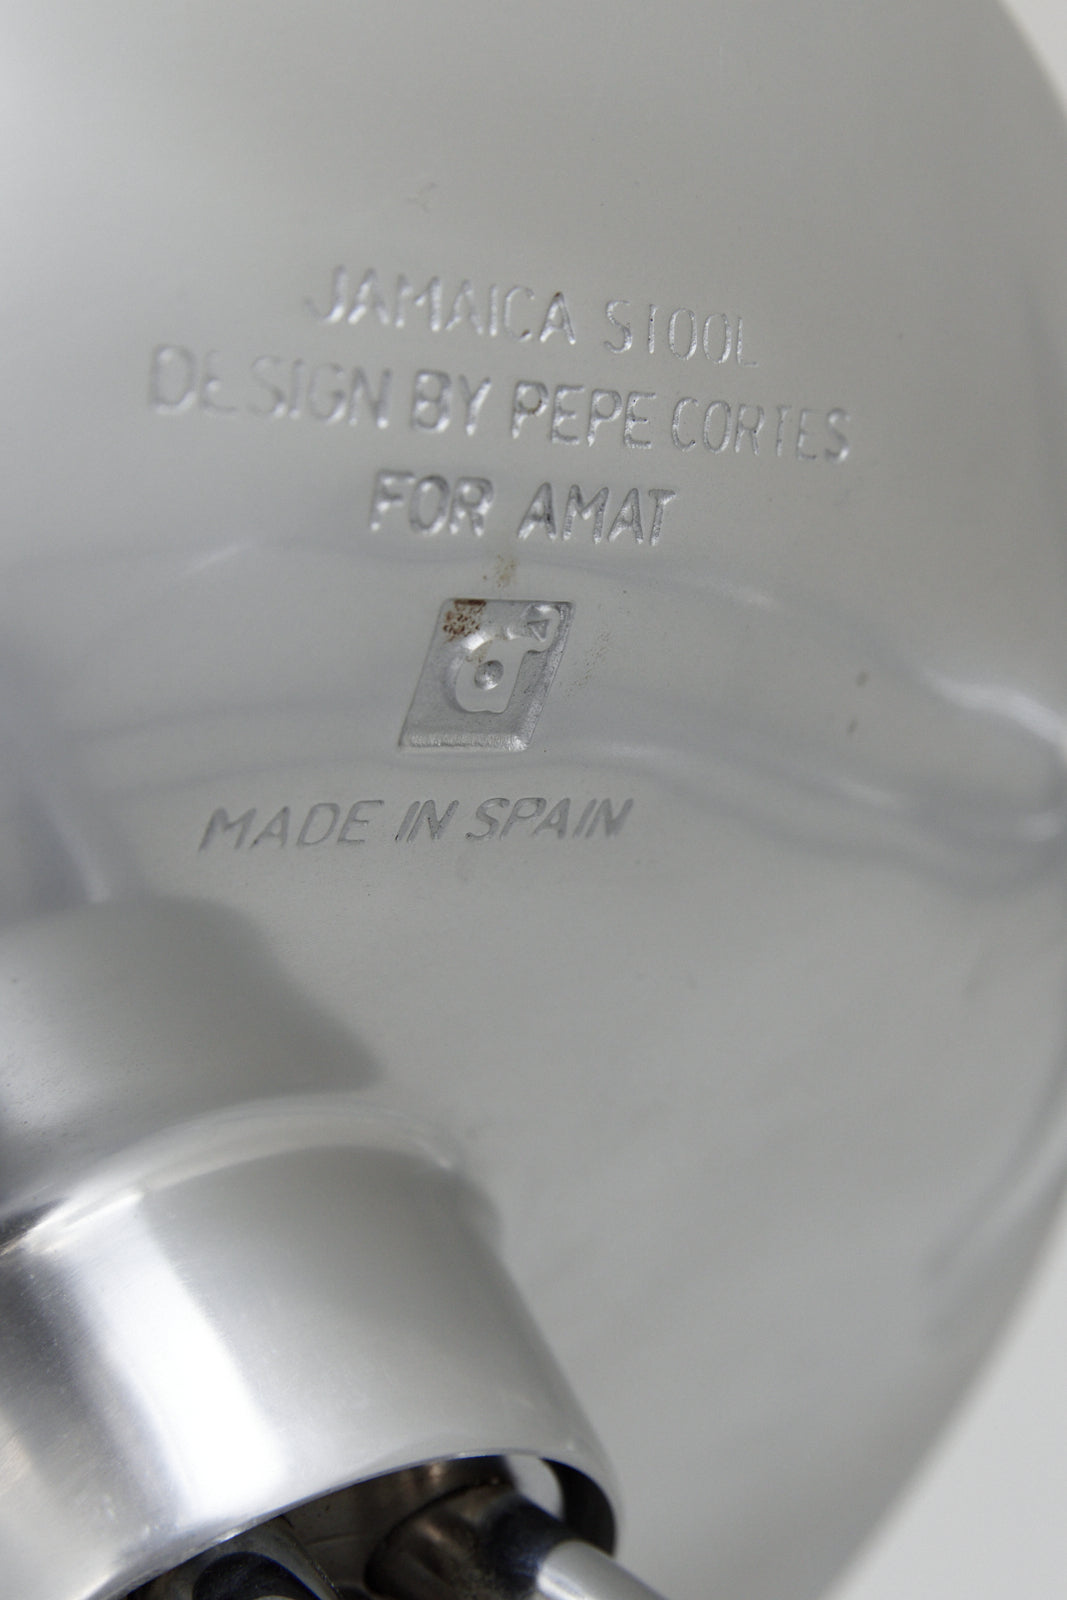 JAMAICA STOOL
DESIGN BY PEPE CORTES
FOR AMAT
MADE IN SPAIN